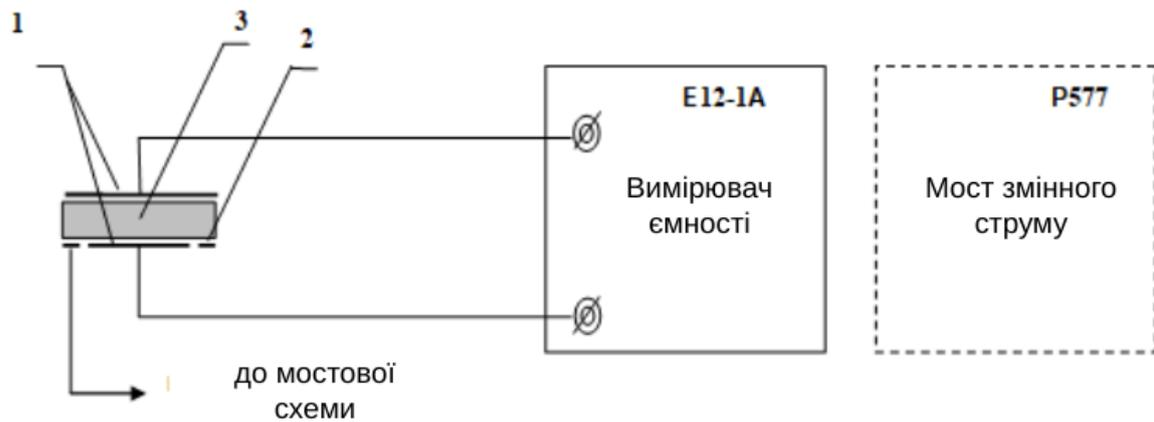 1
3
2
E12-1A
P577
Вимірювач
ємності
Мост змінного
струму
до мостової
схеми